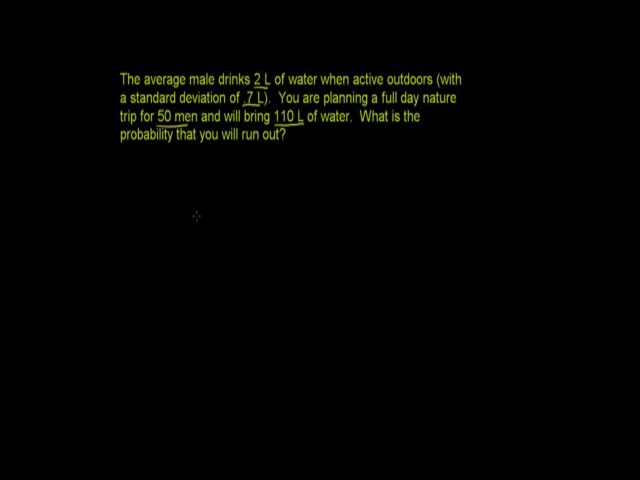 The average male drinks 2 L of water when active outdoors (with
a standard deviation of .7 L). You are planning a full day nature
trip for 50 men and will bring 110 L of water. What is the
probability that you will run out?